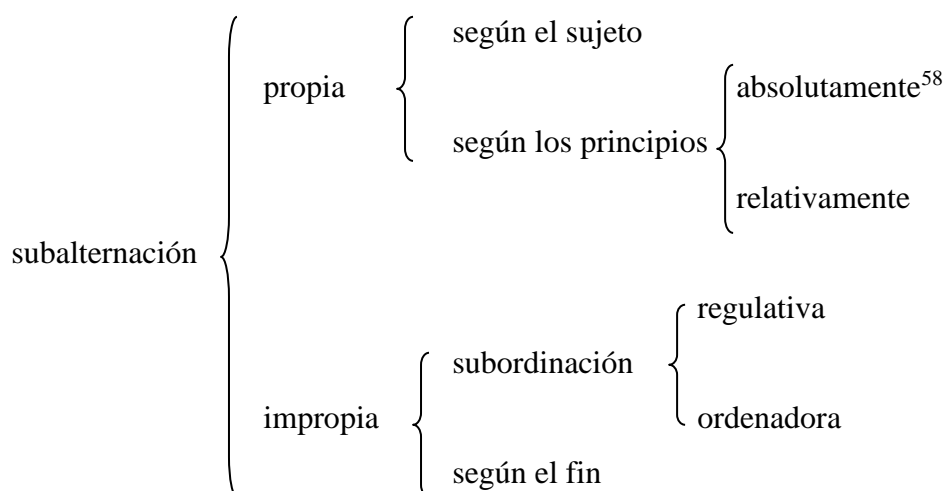 según el sujeto
propia
absolutamente58
según los principios
relativamente
subalternación
regulativa
subordinación
impropia
ordenadora
según el fin